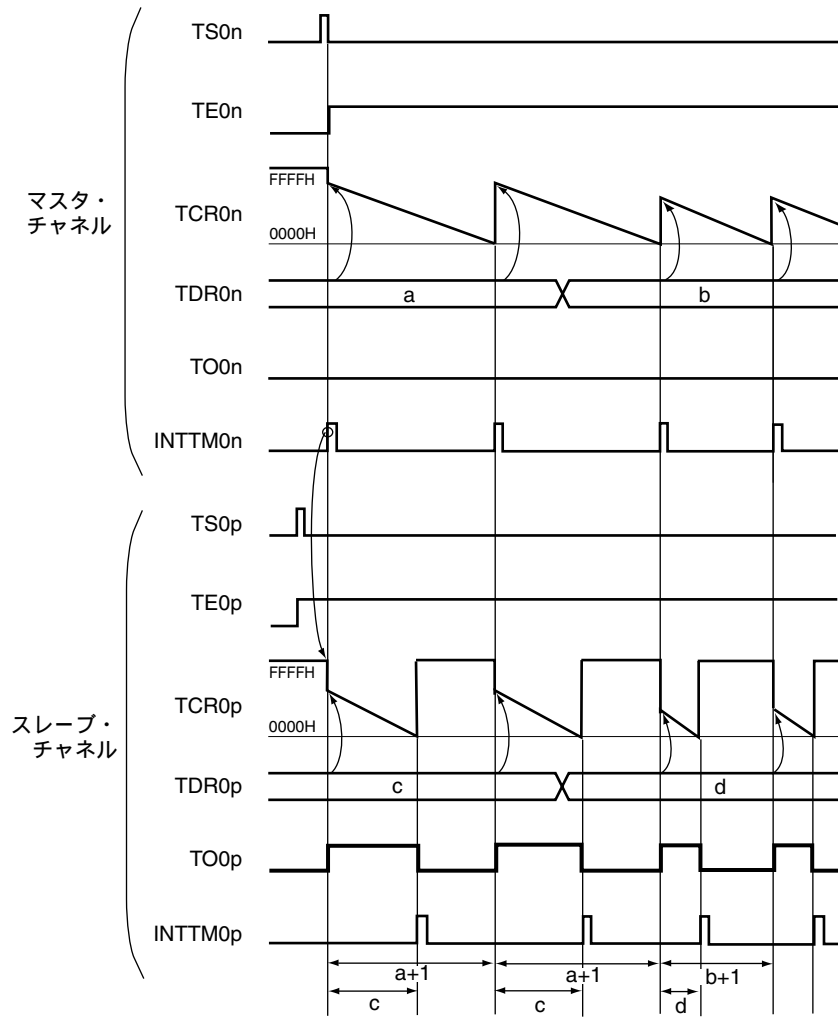 TS0n
TE0n
FFFFH
TCR0n
0000H
マスタ・
チャネル
TDR0n
a
b
TO0n
INTTM0n
TS0p
TE0p
FFFFH
TCR0p
0000H
スレーブ・
チャネル
TDR0p
c
d
TO0p
INTTM0p
a+1
a+1
b+1
c
c
d